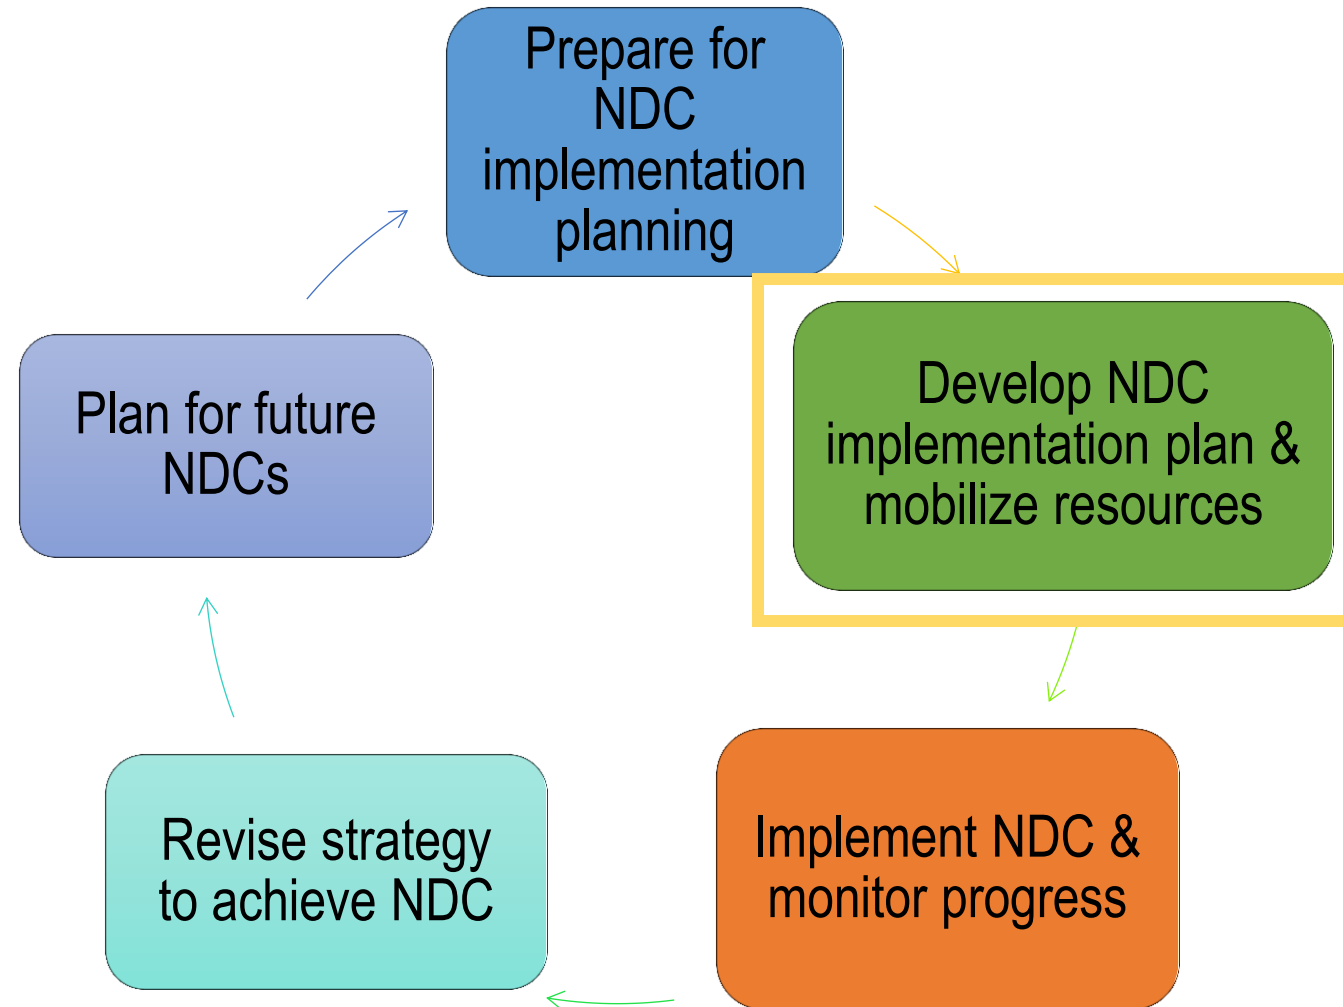 Prepare for
NDC
implementation
planning
Develop NDC
implementation plan &
mobilize resources
Implement NDC &
monitor progress
Revise strategy
to achieve NDC
Plan for future
NDCs